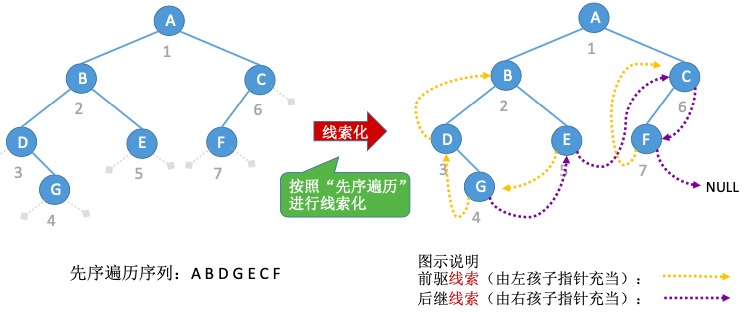 A
1
B
2
C
6
D
3
E
5
F
7
G
4
线索化
按照“先序遍历”
进行线索化
A
1
B
2
C
6
D
3
E
5
F
7
G
4
NULL
先序遍历序列：A B D G E C F
图示说明
前驱线索（由左孩子指针充当）：
后继线索（由右孩子指针充当）：